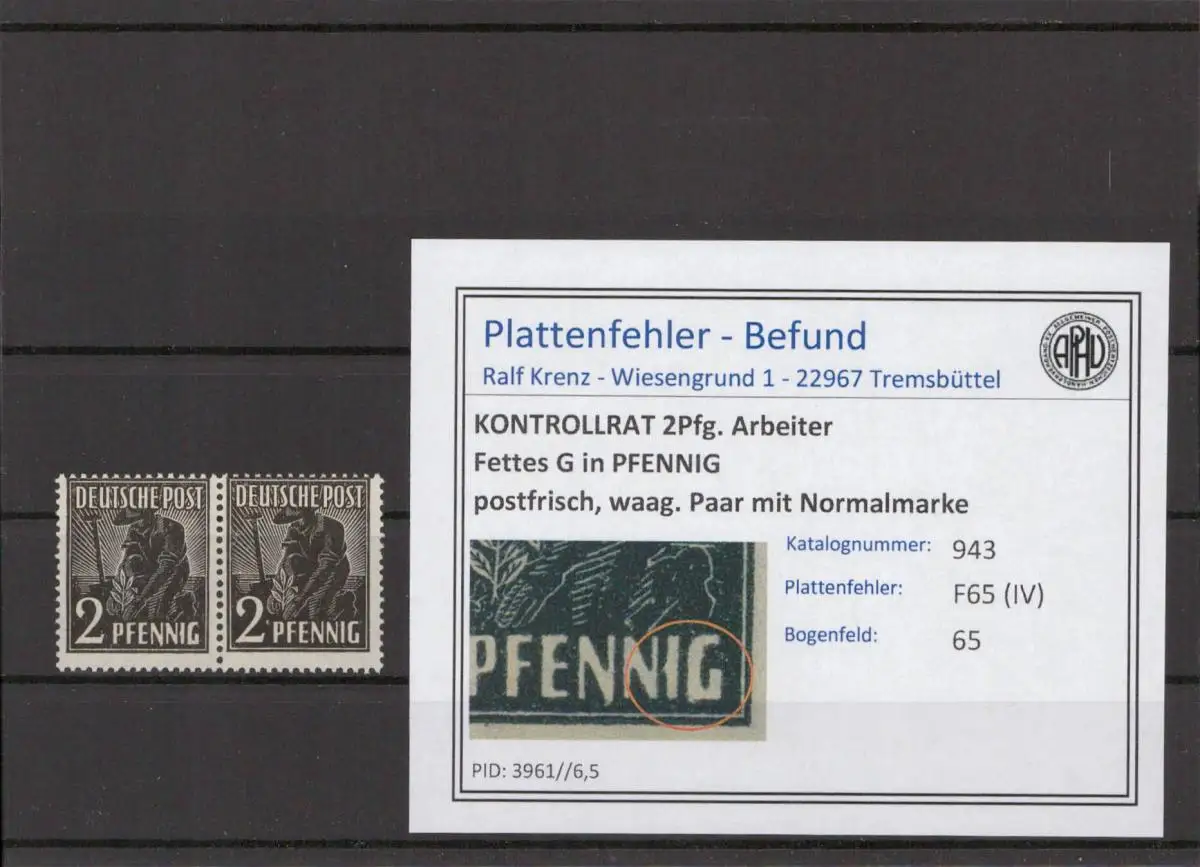 DEUTSCHE POST
2 PFENNIG
DEUTSCHE POST
2 PFENNIG
Plattenfehler - Befund
Ralf Krenz - Wiesengrund 1 - 22967 Tremsbüttel
APHV
KONTROLLRAT 2Pfg. Arbeiter
Fettes G in PFENNIG
postfrisch, waag. Paar mit Normalmarke
PFENNIG
Katalognummer: 943
Plattenfehler: F65 (IV)
Bogenfeld: 65
PID: 3961//6,5